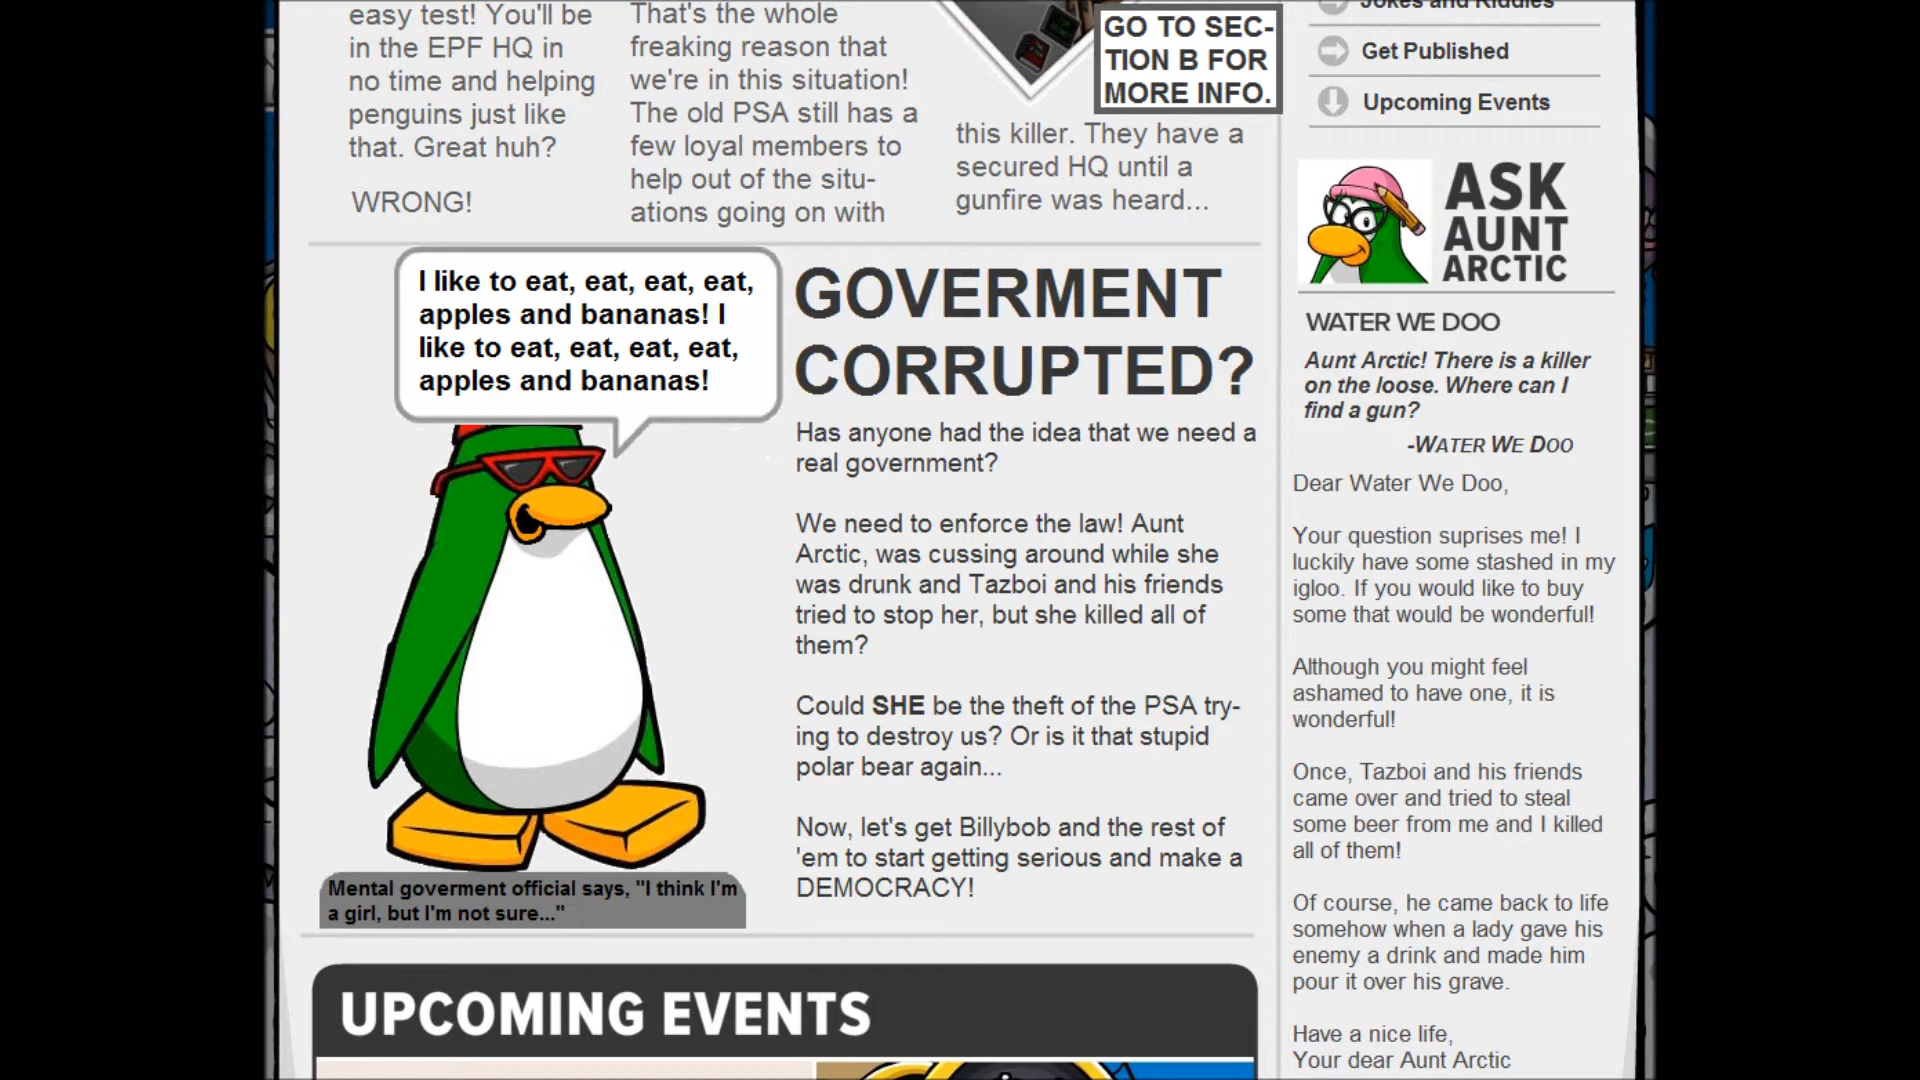 easy test! You'll be
in the EPF HQ in
no time and helping
penguins just like
that. Great huh?
WRONG!
That's the whole
freaking reason that
we're in this situation!
The old PSA still has a
few loyal members to
help out of the situ-
ations going on with
GO TO SEC-
TION B FOR
MORE INFO.
this killer. They have a
secured HQ until a
gunfire was heard...
I like to eat, eat, eat, eat,
apples and bananas! I
like to eat, eat, eat, eat,
apples and bananas!
Mental goverment official says, "I think I'm
a girl, but I'm not sure..."
GOVERMENT
CORRUPTED?
Has anyone had the idea that we need a
real government?
We need to enforce the law! Aunt
Arctic, was cussing around while she
was drunk and Tazboi and his friends
tried to stop her, but she killed all of
them?
Could SHE be the theft of the PSA try-
ing to destroy us? Or is it that stupid
polar bear again...
Now, let's get Billybob and the rest of
'em to start getting serious and make a
DEMOCRACY!
UPCOMING EVENTS
Jokes and Riddles
Get Published
Upcoming Events
ASK
AUNT
ARCTIC
WATER WE DOO
Aunt Arctic! There is a killer
on the loose. Where can I
find a gun?
-WATER WE DOO
Dear Water We Doo,
Your question suprises me! I
luckily have some stashed in my
igloo. If you would like to buy
some that would be wonderful!
Although you might feel
ashamed to have one, it is
wonderful!
Once, Tazboi and his friends
came over and tried to steal
some beer from me and I killed
all of them!
Of course, he came back to life
somehow when a lady gave his
enemy a drink and made him
pour it over his grave.
Have a nice life,
Your dear Aunt Arctic